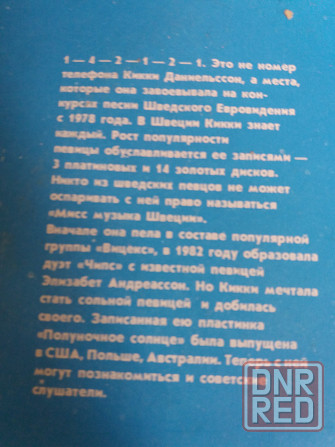 1—4—2—1—2—1. Это не номер
телефона Кикки Даниельссон, а места,
которые она завоевывала на кон-
курсах песни Шведского Евровидения
с 1978 года. В Швеции Кикки знает
каждый. Рост популярности
певицы обуславливается ее записями —
3 платиновых и 14 золотых дисков.
Никто из шведских певцов не может
оспаривать с ней право называться
«Мисс музыка Швеции».
Вначале она пела в составе популярной
группы «Вицекс», в 1982 году образовала
дуэт «Чипс» с известной певицей
Элизабет Андреассон. Но Кикки мечтала
стать сольной певицей и добилась
своего. Записанная ею пластинка
«Полуночное солнце» была выпущена
в США, Польше, Австралии. Теперь с ней
могут познакомиться и советские
слушатели.
DNR
RED